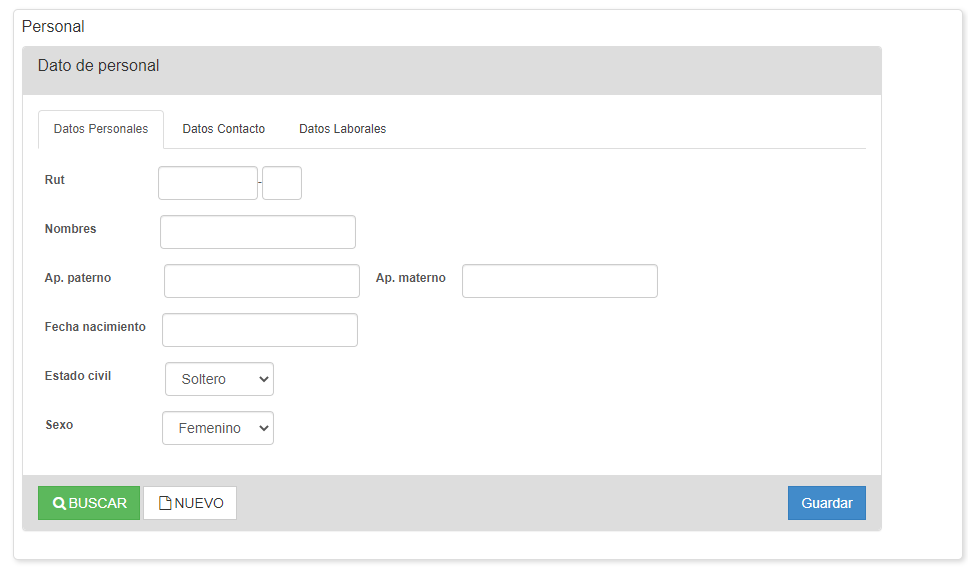 Personal
Dato de personal
Datos Personales Datos Contacto Datos Laborales
Rut -
Nombres
Ap. paterno Ap. materno
Fecha nacimiento
Estado civil Soltero
Sexo Femenino
BUSCAR NUEVO Guardar